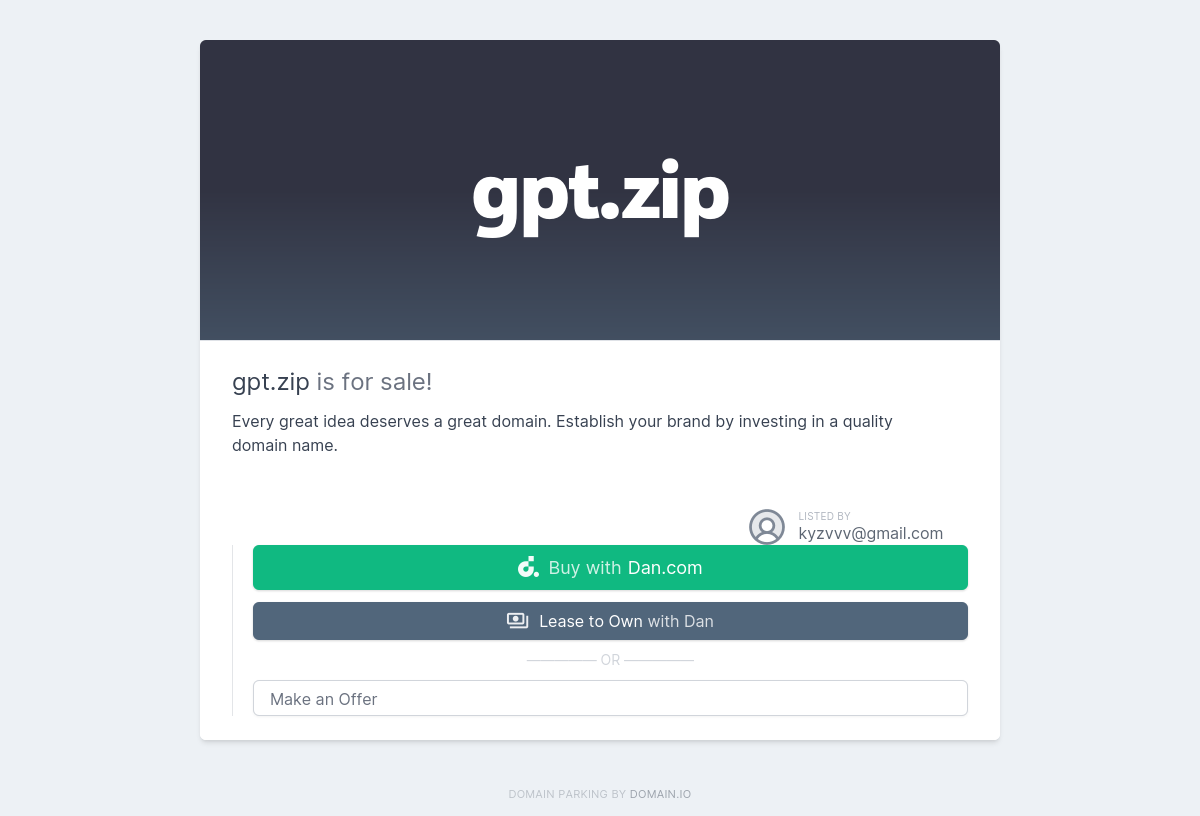 gpt.zip
gpt.zip is for sale!
Every great idea deserves a great domain. Establish your brand by investing in a quality
domain name.
LISTED BY
kyzvvv@gmail.com
Buy with Dan.com
Lease to Own with Dan
OR
Make an Offer
DOMAIN PARKING BY DOMAIN.IO